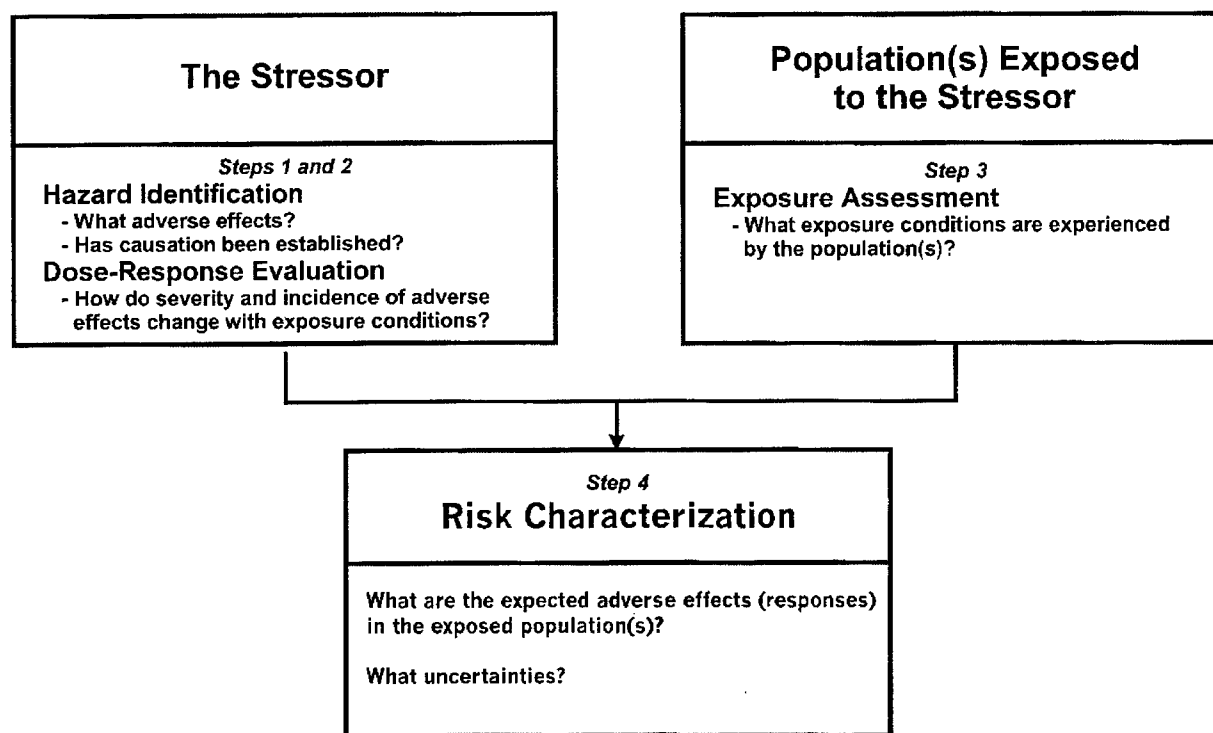 The Stressor
Steps 1 and 2
Hazard Identification
- What adverse effects?
- Has causation been established?
Dose-Response Evaluation
- How do severity and incidence of adverse
effects change with exposure conditions?
Population(s) Exposed
to the Stressor
Step 3
Exposure Assessment
- What exposure conditions are experienced
by the population(s)?
Step 4
Risk Characterization
What are the expected adverse effects (responses)
in the exposed population(s)?
What uncertainties?